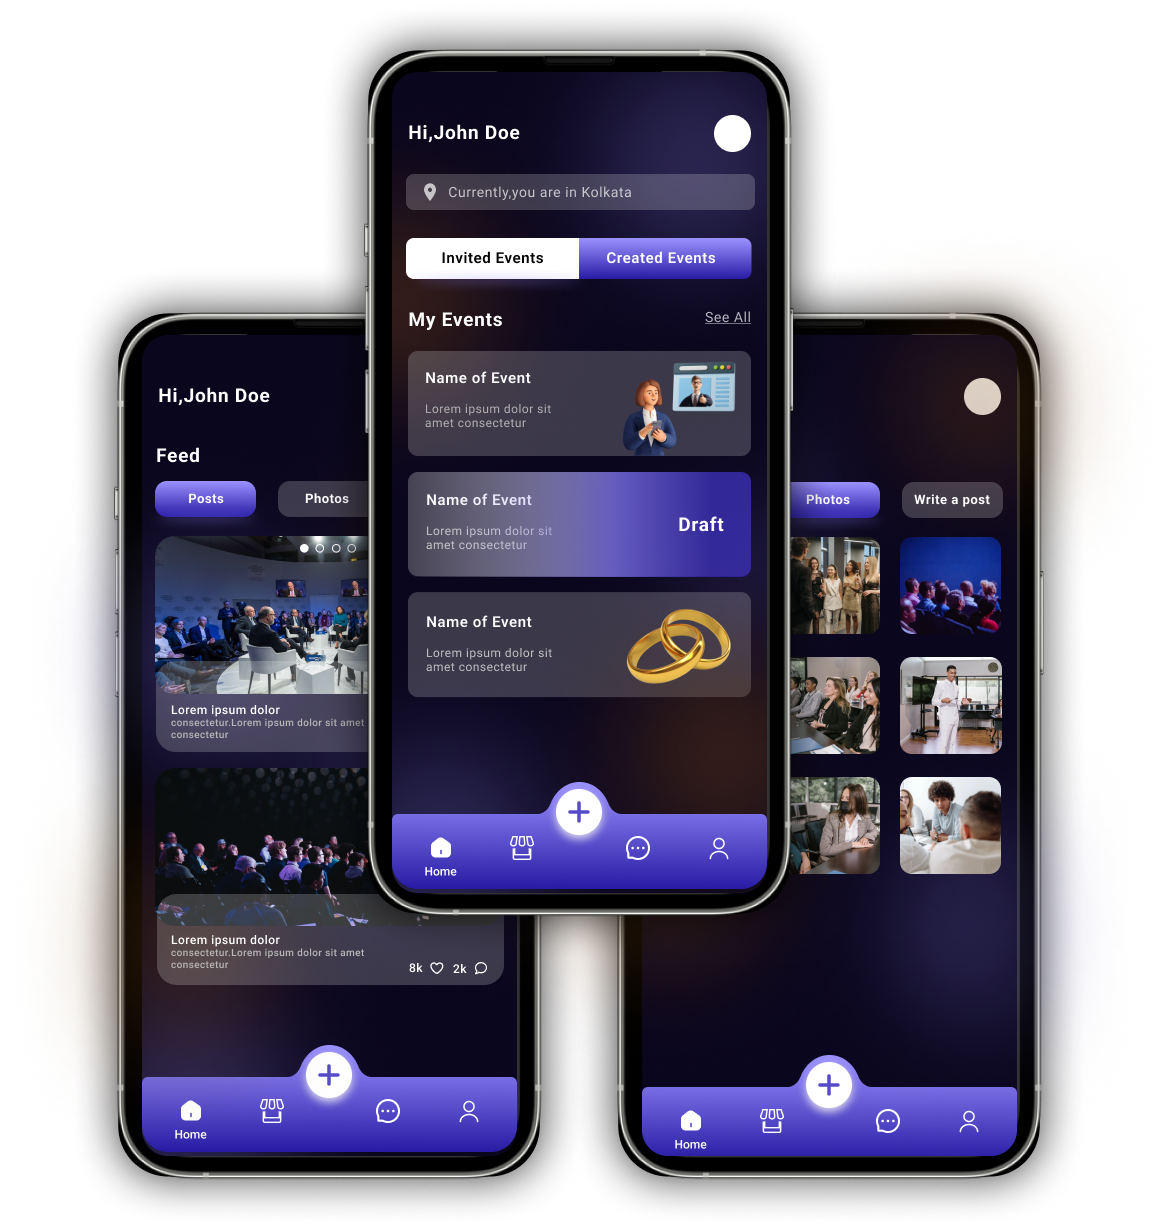 Hi,John Doe
Currently,you are in Kolkata
Invited Events
Created Events
My Events
See All
Name of Event
Lorem ipsum dolor sit
amet consectetur
Name of Event
Lorem ipsum dolor sit
amet consectetur
Draft
Name of Event
Lorem ipsum dolor sit
amet consectetur
Home
Hi,John Doe
Feed
Posts
Photos
Lorem ipsum dolor
consectetur.Lorem ipsum dolor sit amet
consectetur
Lorem ipsum dolor
consectetur.Lorem ipsum dolor sit amet
consectetur
8k
2k
Home
Photos
Write a post
Home